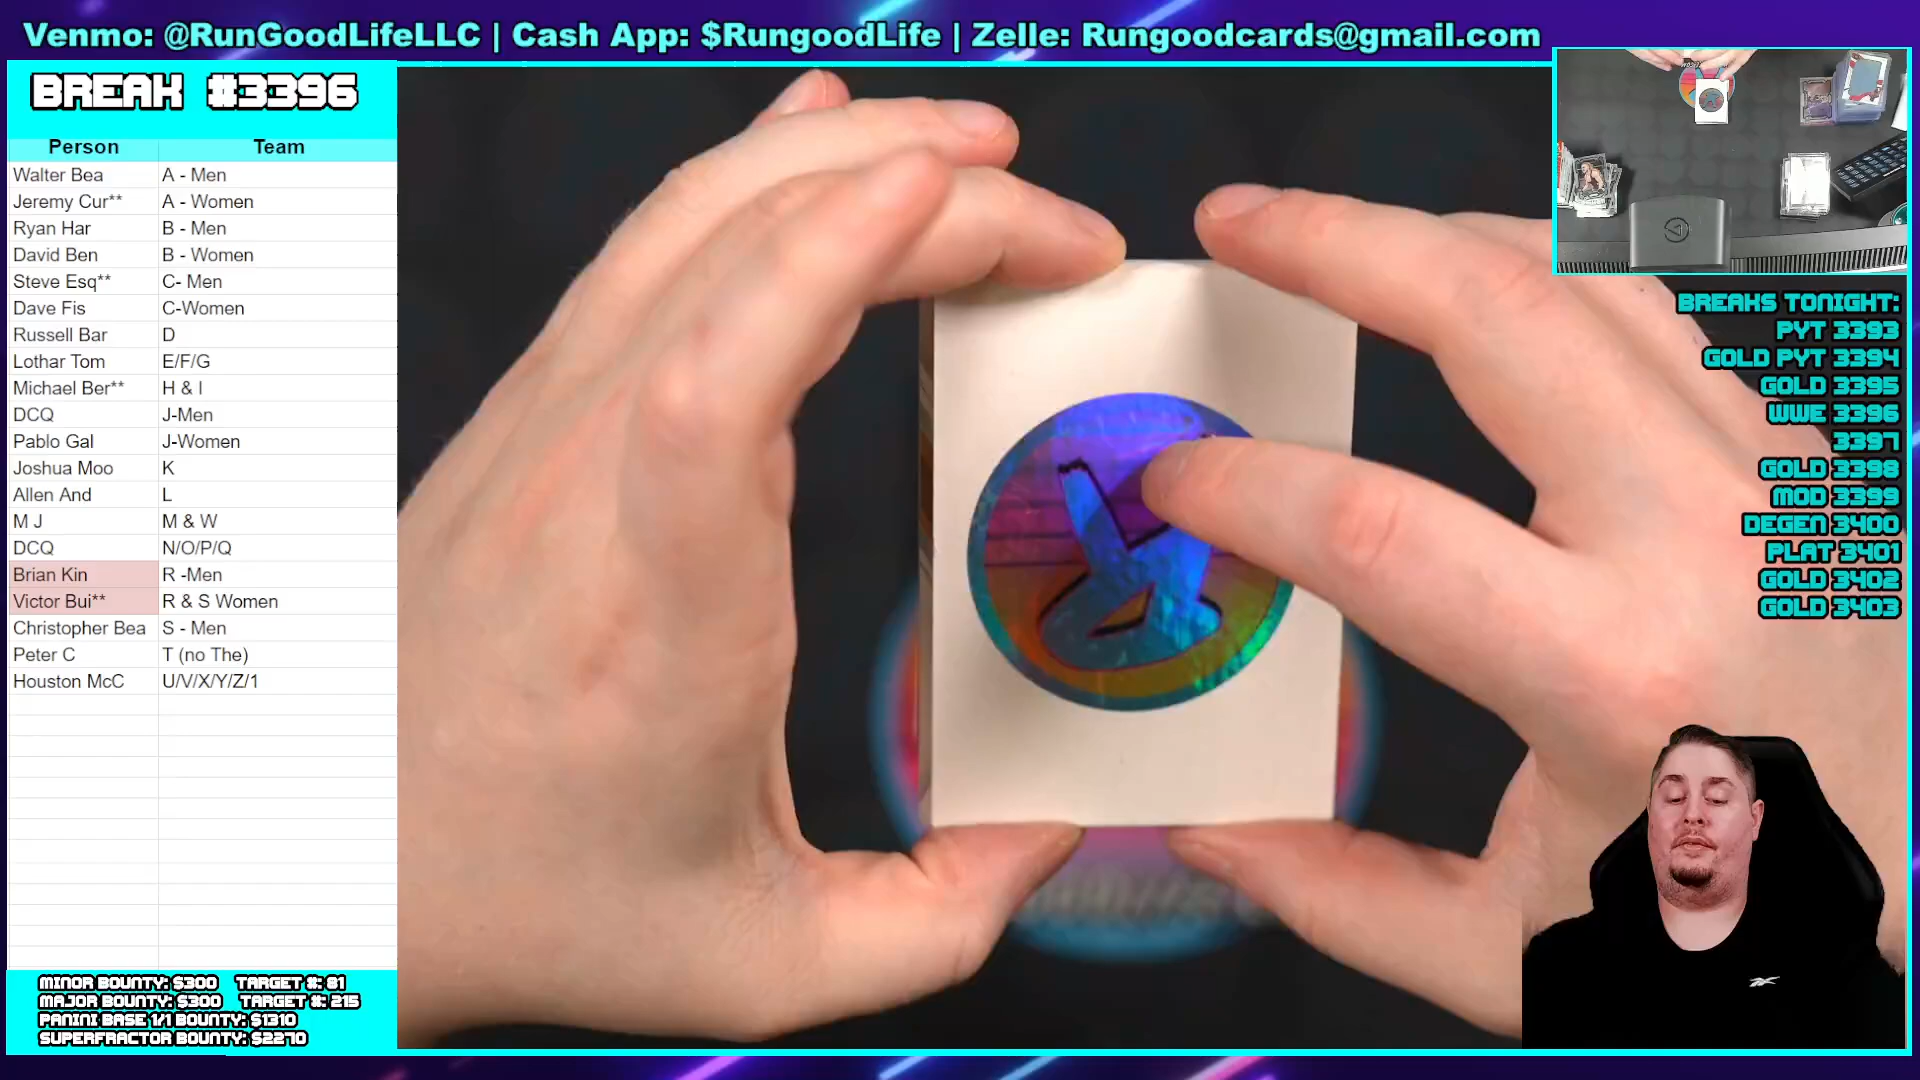 Venmo: @RunGoodLifeLLC | Cash App: $RungoodLife | Zelle: Rungoodcards@gmail.com
BREAK #3396
Person Team
Walter Bea A - Men
Jeremy Cur** A - Women
Ryan Har B - Men
David Ben B - Women
Steve Esq** C- Men
Dave Fis C-Women
Russell Bar D
Lothar Tom E/F/G
Michael Ber** H & I
DCQ J-Men
Pablo Gal J-Women
Joshua Moo K
Allen And L
M J M & W
DCQ N/O/P/Q
Brian Kin R -Men
Victor Bui** R & S Women
Christopher Bea S - Men
Peter C T (no The)
Houston McC U/V/X/Y/Z/1
MINOR BOUNTY: $300 TARGET #: 81
MAJOR BOUNTY: $300 TARGET #: 215
PANINI BASE 1/1 BOUNTY: $1310
SUPERFRACTOR BOUNTY: $2270
BREAKS TONIGHT:
PYT 3393
GOLD PYT 3394
GOLD 3395
WWE 3396
3397
GOLD 3398
MOD 3399
DEGEN 3400
PLAT 3401
GOLD 3402
GOLD 3403